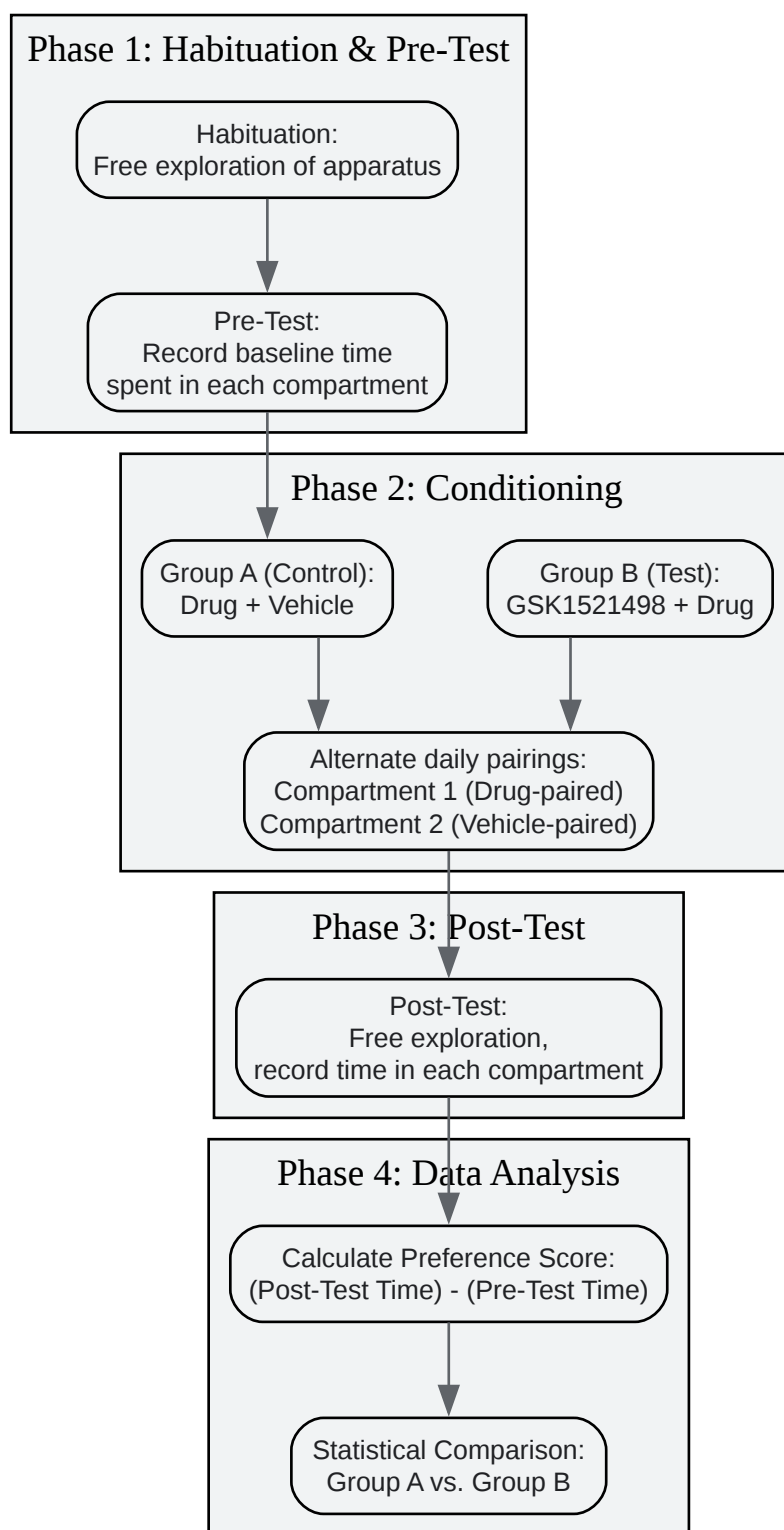 Phase 1: Habituation & Pre-Test
Habituation:
Free exploration of apparatus
Pre-Test:
Record baseline time
spent in each compartment
Phase 2: Conditioning
Group A (Control):
Drug + Vehicle
Group B (Test):
GSK1521498 + Drug
Alternate daily pairings:
Compartment 1 (Drug-paired)
Compartment 2 (Vehicle-paired)
Phase 3: Post-Test
Post-Test:
Free exploration,
record time in each compartment
Phase 4: Data Analysis
Calculate Preference Score:
(Post-Test Time) - (Pre-Test Time)
Statistical Comparison:
Group A vs. Group B